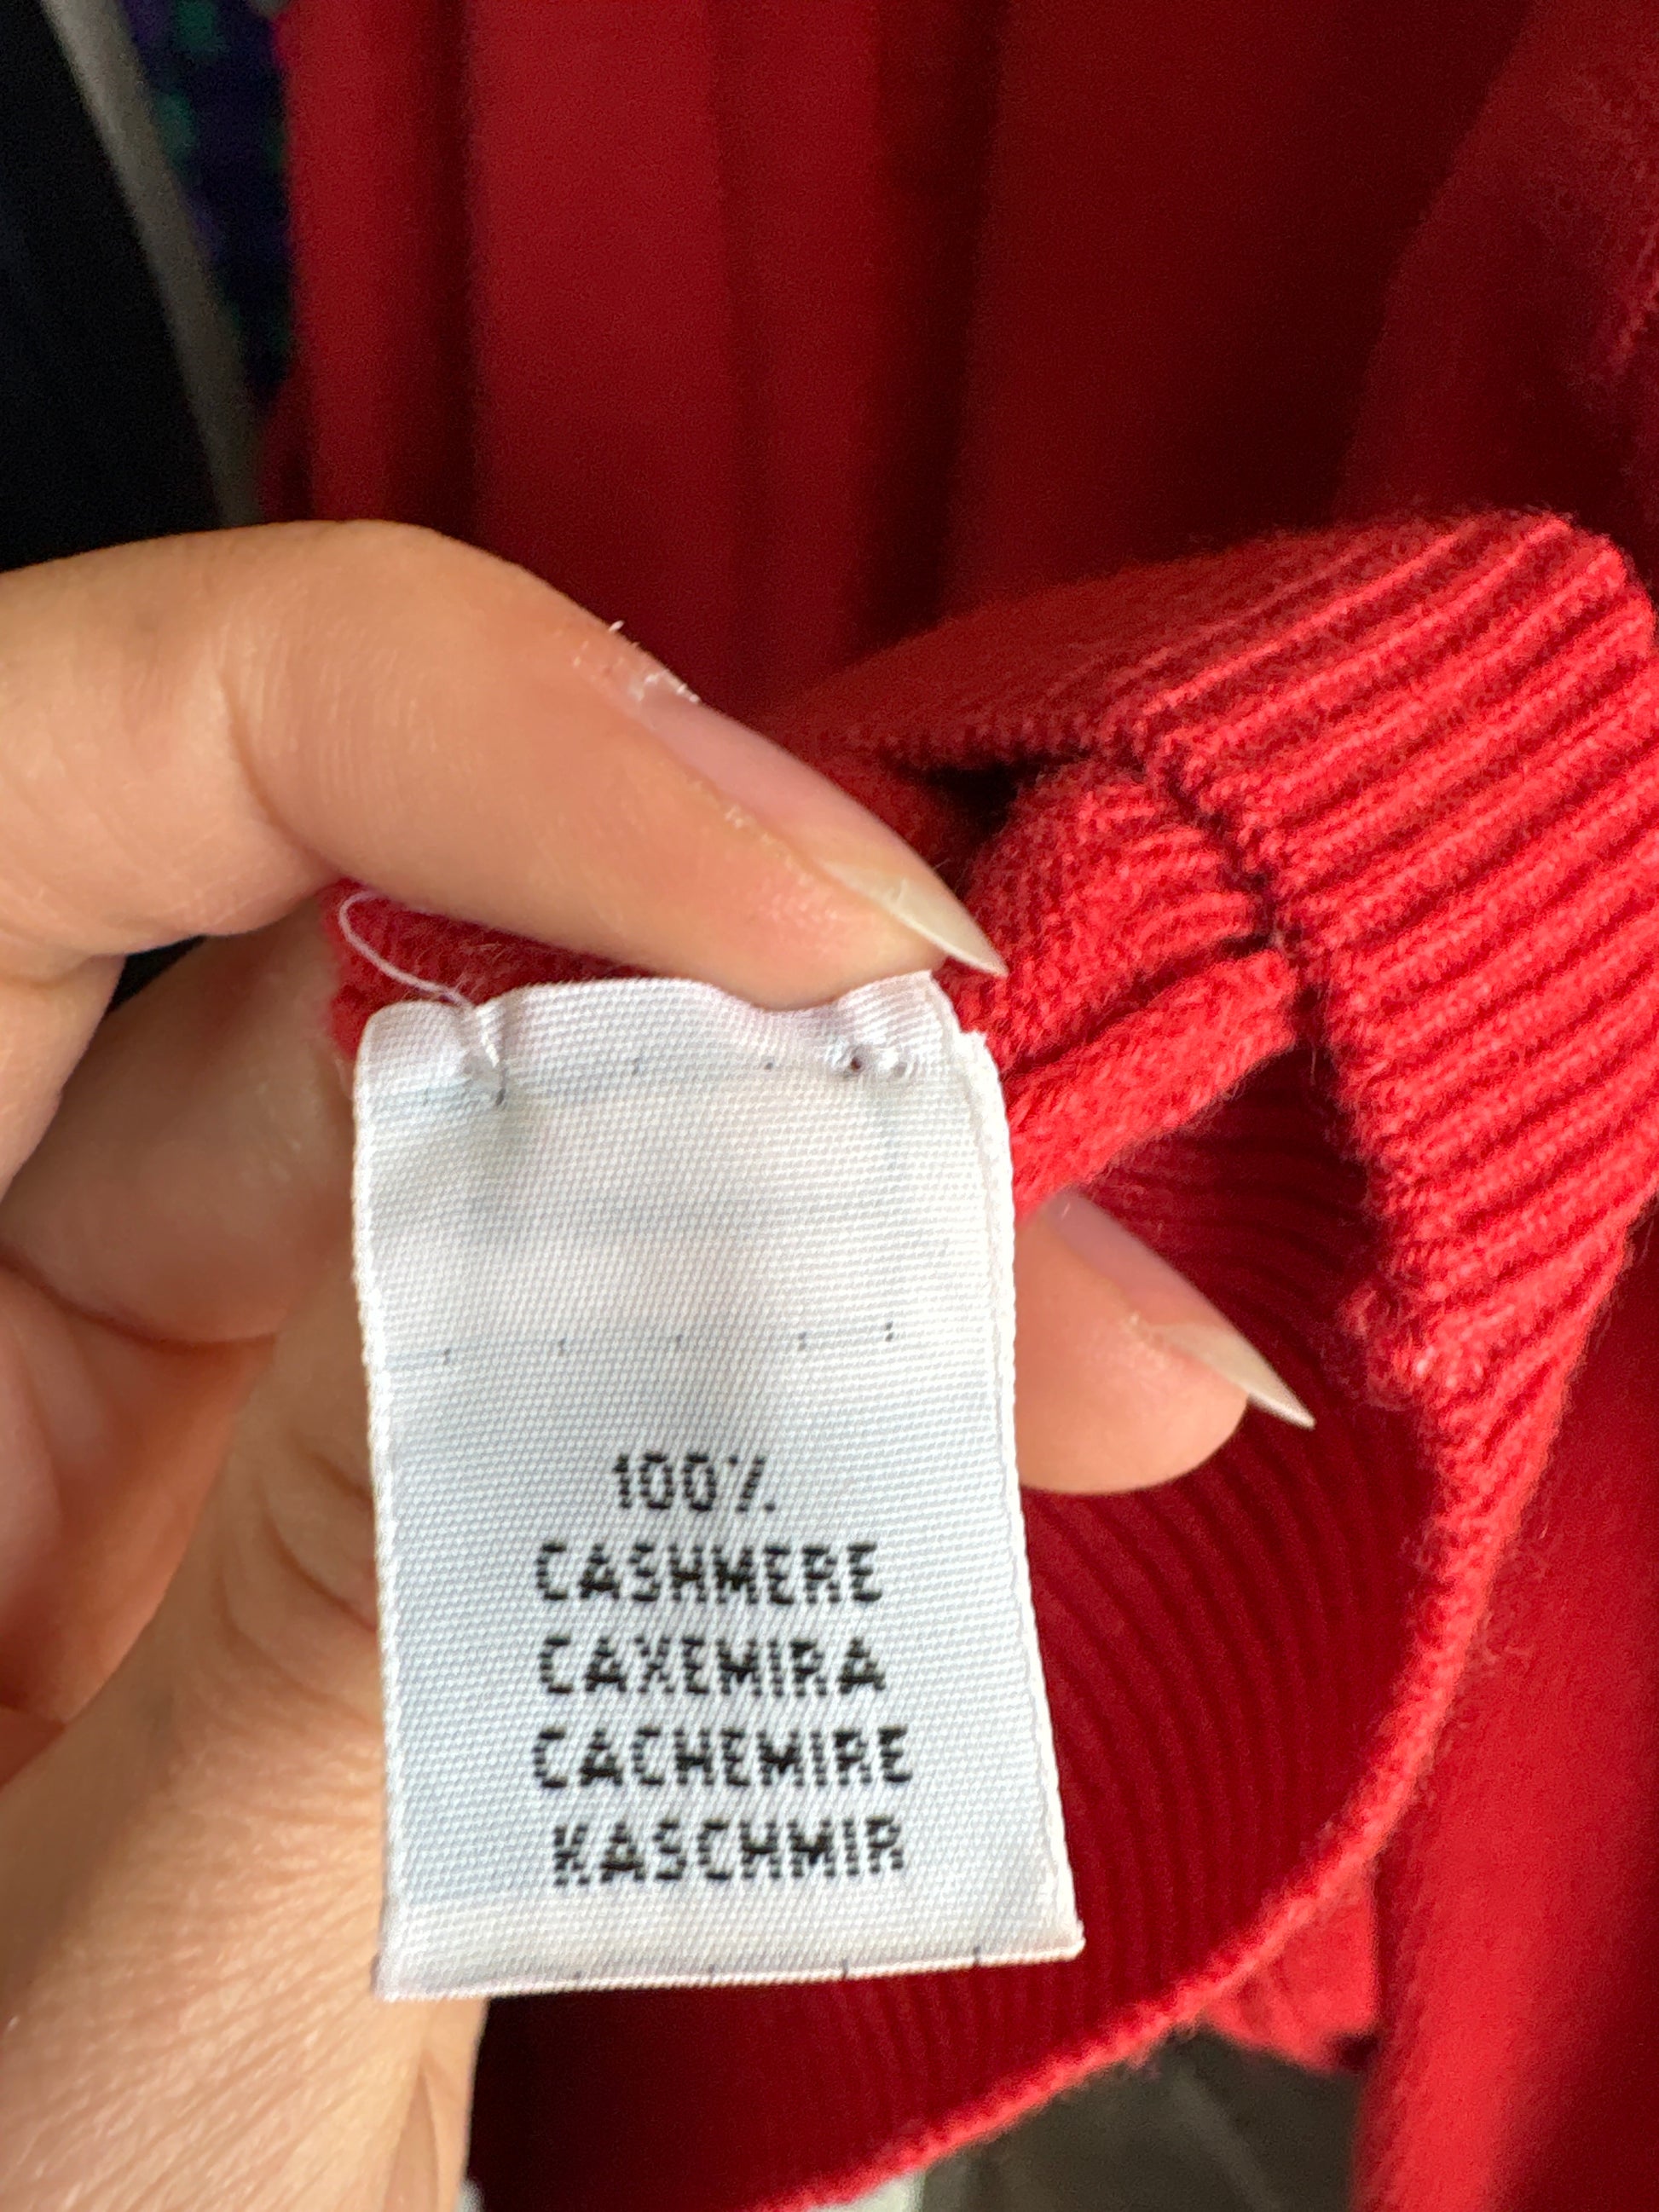 100%
CASHMERE
CAXEMIRA
CACHEMIRE
KASCHMIR